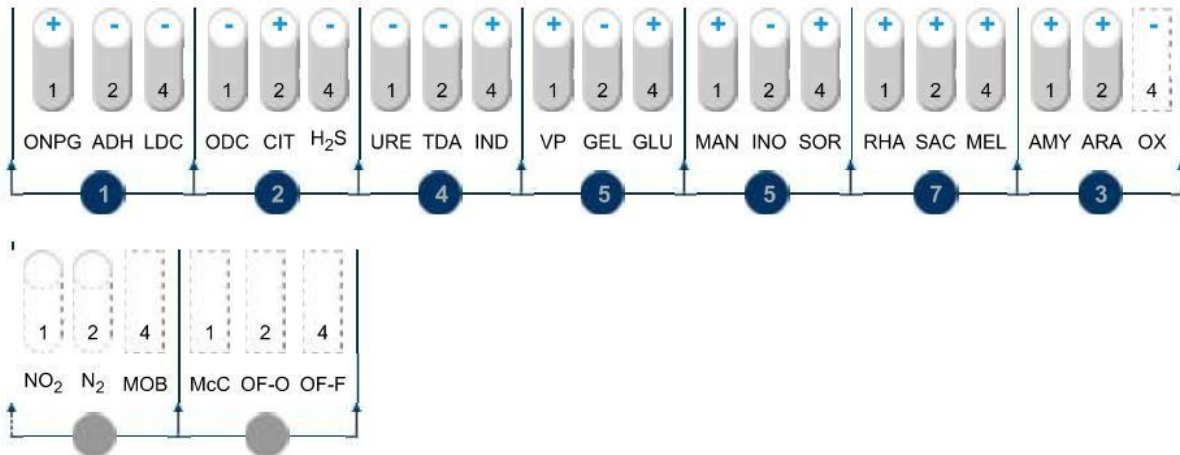 + - - - + - - - + + - + + - + + + + + + -
1 2 4 1 2 4 1 2 4 1 2 4 1 2 4 1 2 4 1 2 4
ONPG ADH LDC ODC CIT H₂S URE TDA IND VP GEL GLU MAN INO SOR RHA SAC MEL AMY ARA OX
1 2 4 5 5 7 3
1 2 4 1 2 4
NO₂ N₂ MOB McC OF-O OF-F